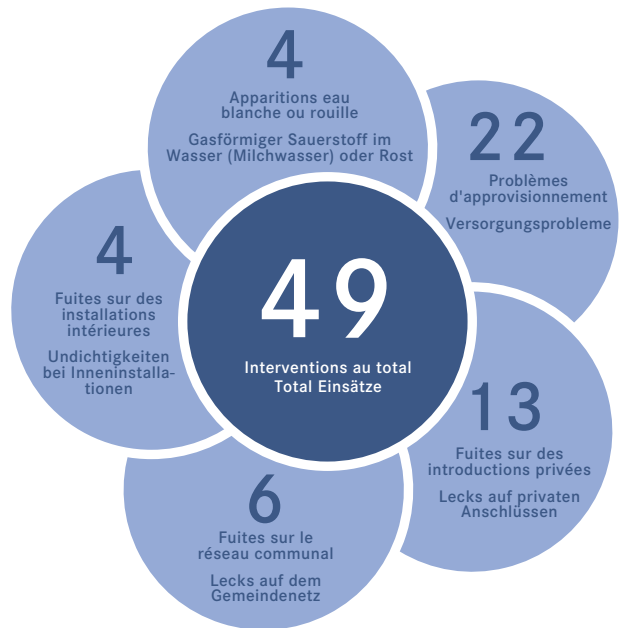 4
Apparitions eau
blanche ou rouille
Gasförmiger Sauerstoff im
Wasser (Milchwasser) oder Rost
22
Problèmes
d'approvisionnement
Versorgungsprobleme
4
Fuites sur des
installations
intérieures
Undichtigkeiten
bei Inneninstalla-
tionen
49
Interventions au total
Total Einsätze
13
Fuites sur des
introductions privées
Lecks auf privaten
Anschlüssen
6
Fuites sur le
réseau communal
Lecks auf dem
Gemeindenetz